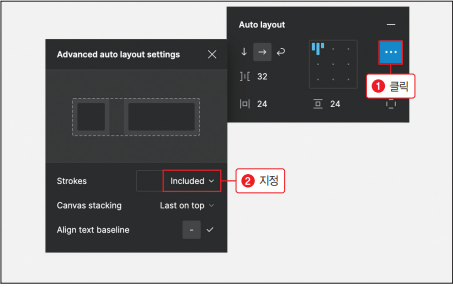 Auto layout
32
1 클릭
24
24
Advanced auto layout settings
Strokes
Included
2 지정
Canvas stacking
Last on top
Align text baseline
-